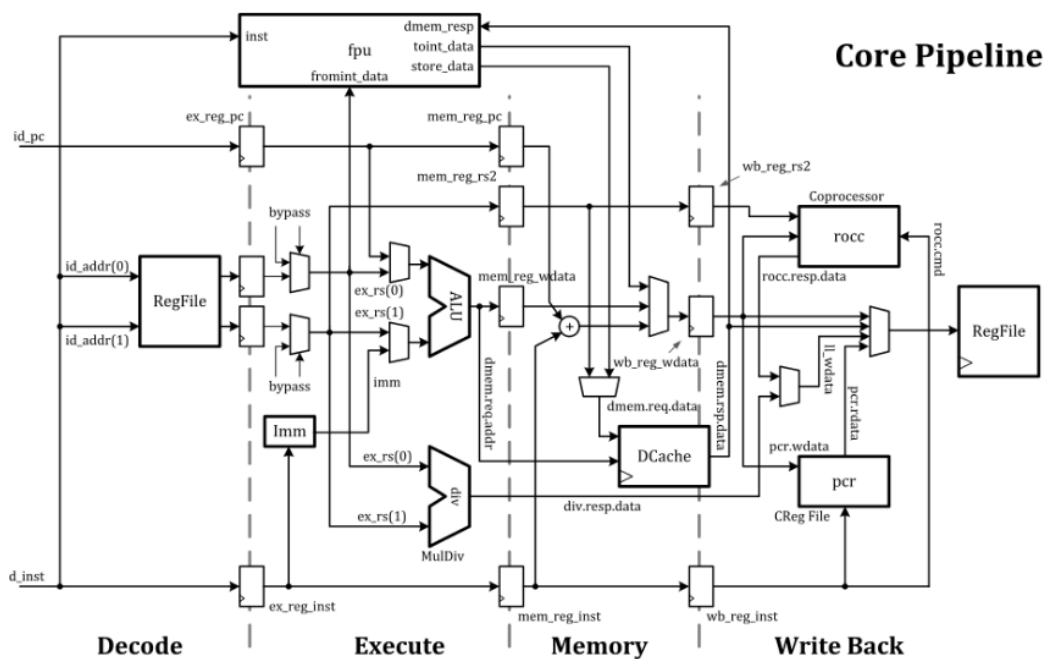 Core Pipeline
inst
fpu
dmem_resp
toint_data
store_data
fromint_data
id_pc
ex_reg_pc
mem_reg_pc
mem_reg_rs2
wb_reg_rs2
Coprocessor
rocc
rocc.cmd
rocc.resp.data
bypass
id_addr(0)
id_addr(1)
RegFile
bypass
ex_rs(0)
ex_rs(1)
ALU
imm
mem_reg_wdata
+
wb_reg_wdata
ll_wdata
RegFile
Imm
dmem.req.addr
dmem.req.data
dmem.rsp.data
DCache
pcr.wdata
pcr.rdata
pcr
CReg File
ex_rs(0)
ex_rs(1)
div
MulDiv
div.resp.data
d_inst
ex_reg_inst
mem_reg_inst
wb_reg_inst
Decode
Execute
Memory
Write Back